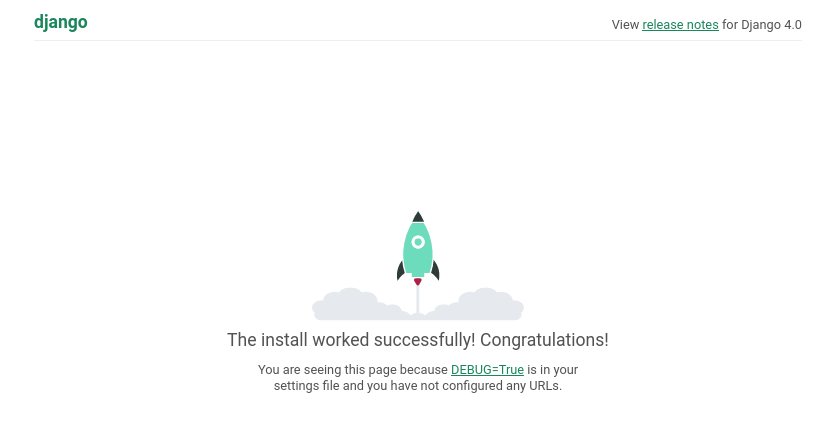 django
View release notes for Django 4.0
The install worked successfully! Congratulations!
You are seeing this page because DEBUG=True is in your
settings file and you have not configured any URLs.